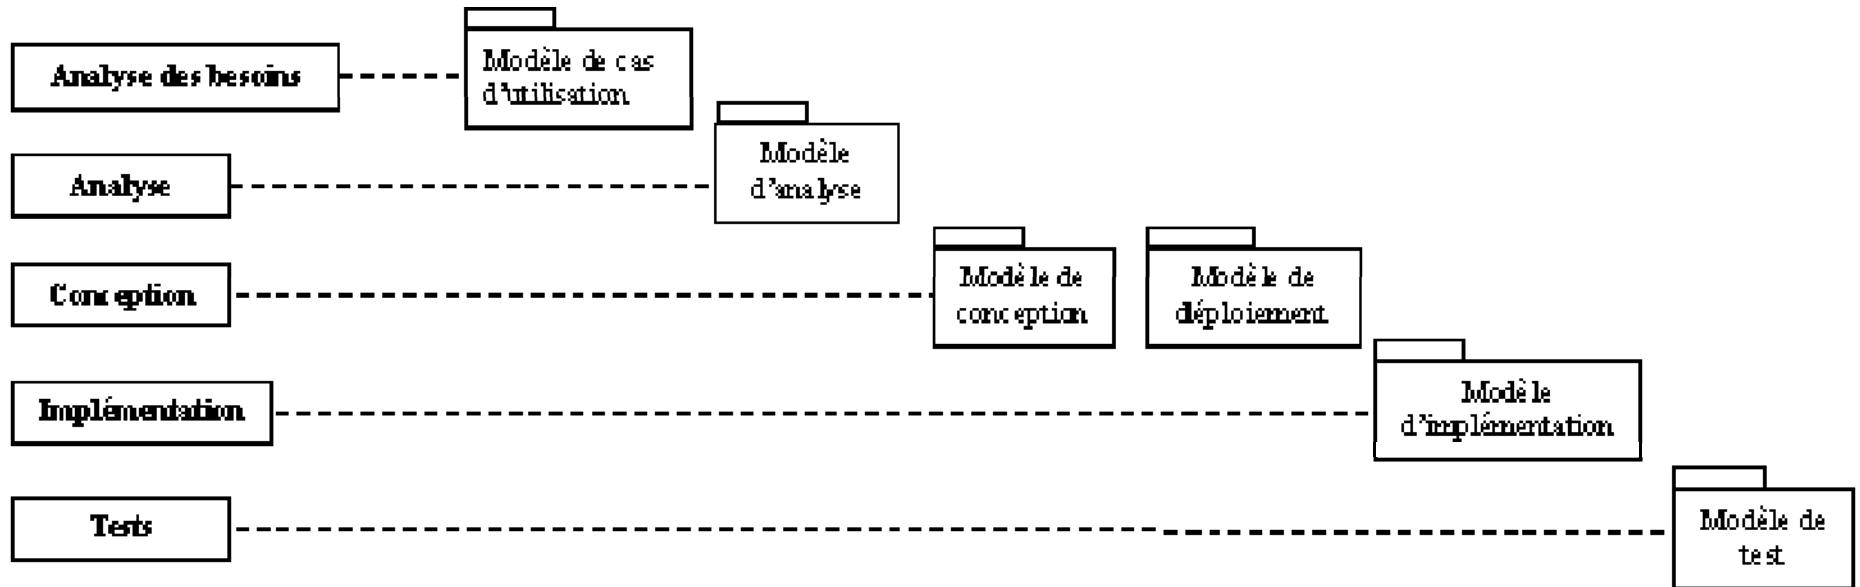 Analyse des besoins
Modèle de cas
d'utilisation
Analyse
Modèle
d'analyse
Conception
Modèle de
conception
Modèle de
déploiement
Implémentation
Modèle
d'implémentation
Tests
Modèle de
test